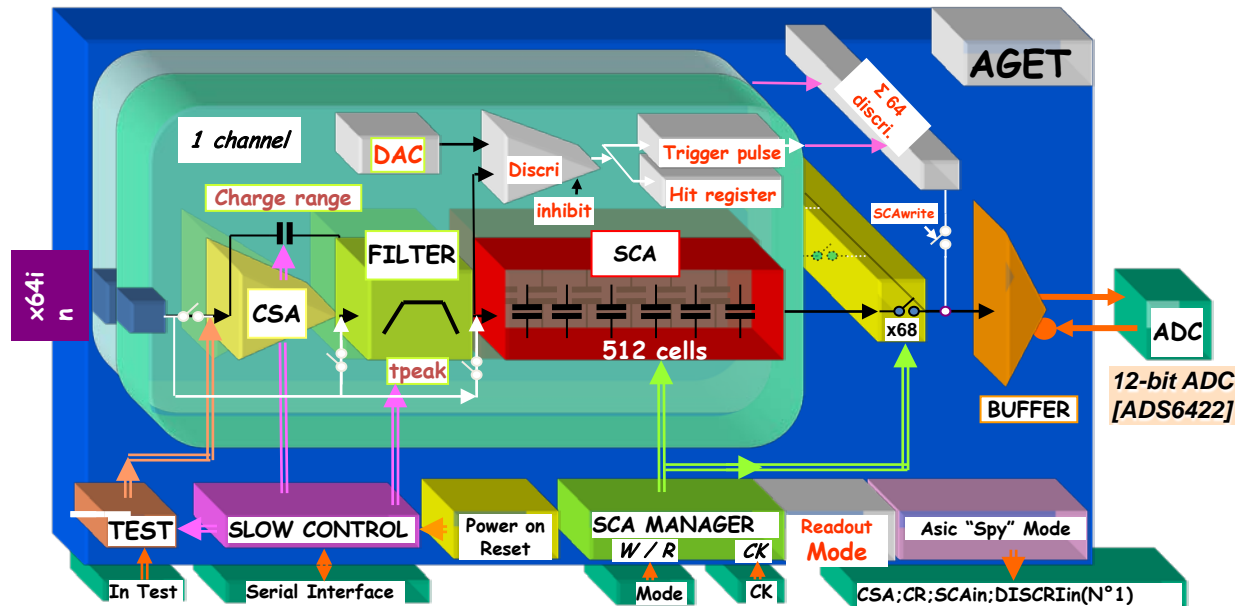 AGET
Σ 64
discri.
1 channel
DAC
Discri
Trigger pulse
Hit register
inhibit
Charge range
SCAwrite
x64i
n
FILTER
SCA
CSA
512 cells
tpeak
x68
ADC
12-bit ADC
[ADS6422]
BUFFER
TEST
SLOW CONTROL
Power on
Reset
SCA MANAGER
W / R
CK
Readout
Mode
Asic “Spy” Mode
In Test
Serial Interface
Mode
CK
CSA;CR;SCAin;DISCRIin(N°1)